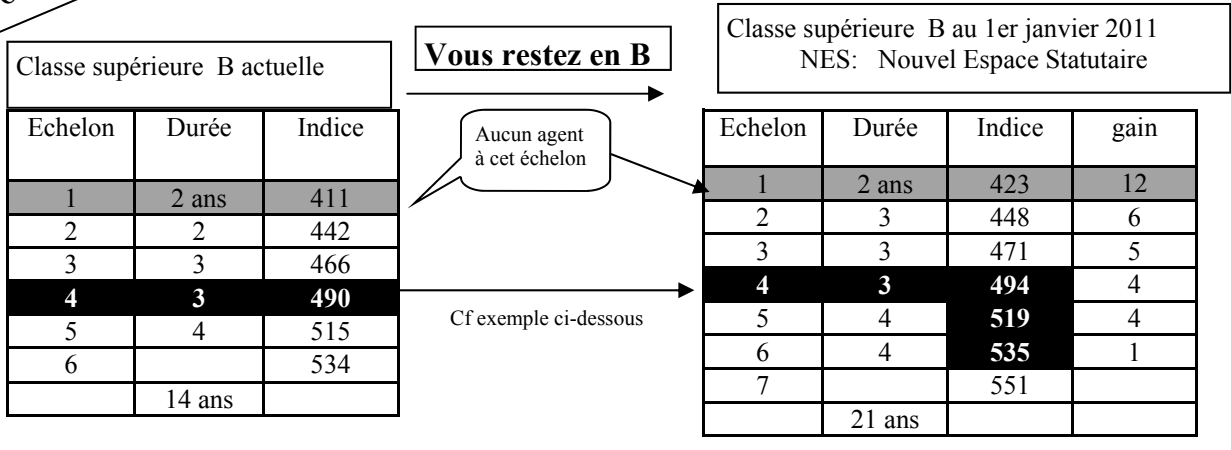 Classe supérieure B actuelle
Vous restez en B
Classe supérieure B au 1er janvier 2011
NES: Nouvel Espace Statutaire
Echelon Durée Indice
1 2 ans 411
2 2 442
3 3 466
4 3 490
5 4 515
6 534
14 ans
Aucun agent
à cet échelon
Cf exemple ci-dessous
Echelon Durée Indice gain
1 2 ans 423 12
2 3 448 6
3 3 471 5
4 3 494 4
5 4 519 4
6 4 535 1
7 551
21 ans